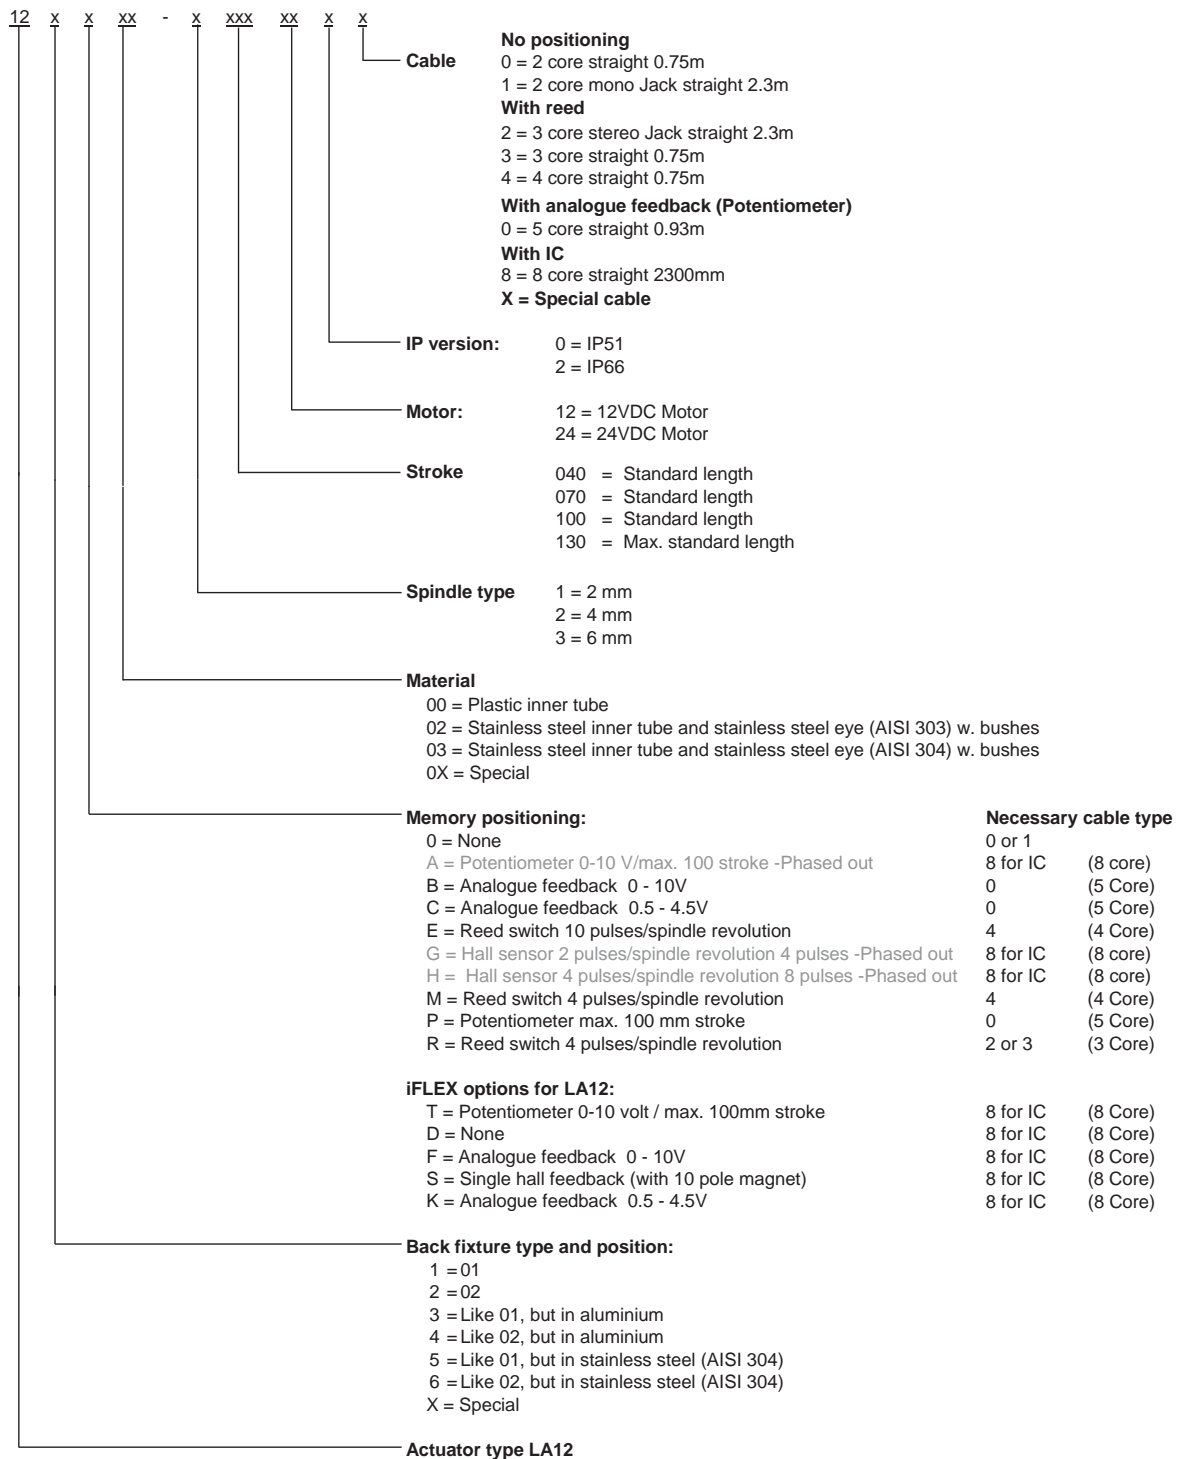 12 x x xx - x xxx xx x x
Cable
No positioning
0 = 2 core straight 0.75m
1 = 2 core mono Jack straight 2.3m
With reed
2 = 3 core stereo Jack straight 2.3m
3 = 3 core straight 0.75m
4 = 4 core straight 0.75m
With analogue feedback (Potentiometer)
0 = 5 core straight 0.93m
With IC
8 = 8 core straight 2300mm
X = Special cable
IP version: 0 = IP51
2 = IP66
Motor: 12 = 12VDC Motor
24 = 24VDC Motor
Stroke 040 = Standard length
070 = Standard length
100 = Standard length
130 = Max. standard length
Spindle type 1 = 2 mm
2 = 4 mm
3 = 6 mm
Material
00 = Plastic inner tube
02 = Stainless steel inner tube and stainless steel eye (AISI 303) w. bushes
03 = Stainless steel inner tube and stainless steel eye (AISI 304) w. bushes
0X = Special
Memory positioning: Necessary cable type
0 = None 0 or 1
A = Potentiometer 0-10 V/max. 100 stroke -Phased out 8 for IC (8 core)
B = Analogue feedback 0 - 10V 0 (5 Core)
C = Analogue feedback 0.5 - 4.5V 0 (5 Core)
E = Reed switch 10 pulses/spindle revolution 4 (4 Core)
G = Hall sensor 2 pulses/spindle revolution 4 pulses -Phased out 8 for IC (8 core)
H = Hall sensor 4 pulses/spindle revolution 8 pulses -Phased out 8 for IC (8 core)
M = Reed switch 4 pulses/spindle revolution 4 (4 Core)
P = Potentiometer max. 100 mm stroke 0 (5 Core)
R = Reed switch 4 pulses/spindle revolution 2 or 3 (3 Core)
iFLEX options for LA12:
T = Potentiometer 0-10 volt / max. 100mm stroke 8 for IC (8 Core)
D = None 8 for IC (8 Core)
F = Analogue feedback 0 - 10V 8 for IC (8 Core)
S = Single hall feedback (with 10 pole magnet) 8 for IC (8 Core)
K = Analogue feedback 0.5 - 4.5V 8 for IC (8 Core)
Back fixture type and position:
1 = 01
2 = 02
3 = Like 01, but in aluminium
4 = Like 02, but in aluminium
5 = Like 01, but in stainless steel (AISI 304)
6 = Like 02, but in stainless steel (AISI 304)
X = Special
Actuator type LA12